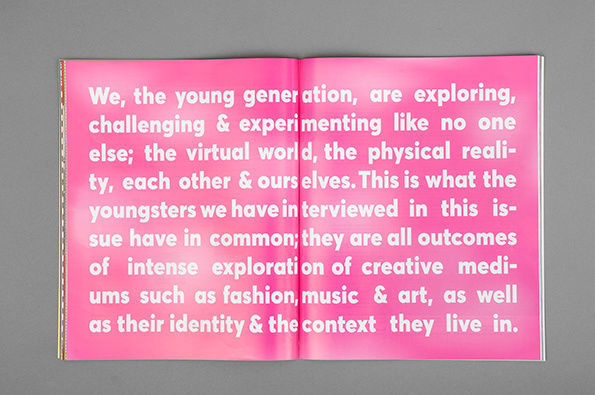 We, the young generation, are exploring,
challenging & experimenting like no one
else; the virtual world, the physical reali-
ty, each other & ourselves. This is what the
youngsters we have interviewed in this is-
sue have in common; they are all outcomes
of intense exploration of creative medi-
ums such as fashion, music & art, as well
as their identity & the context they live in.